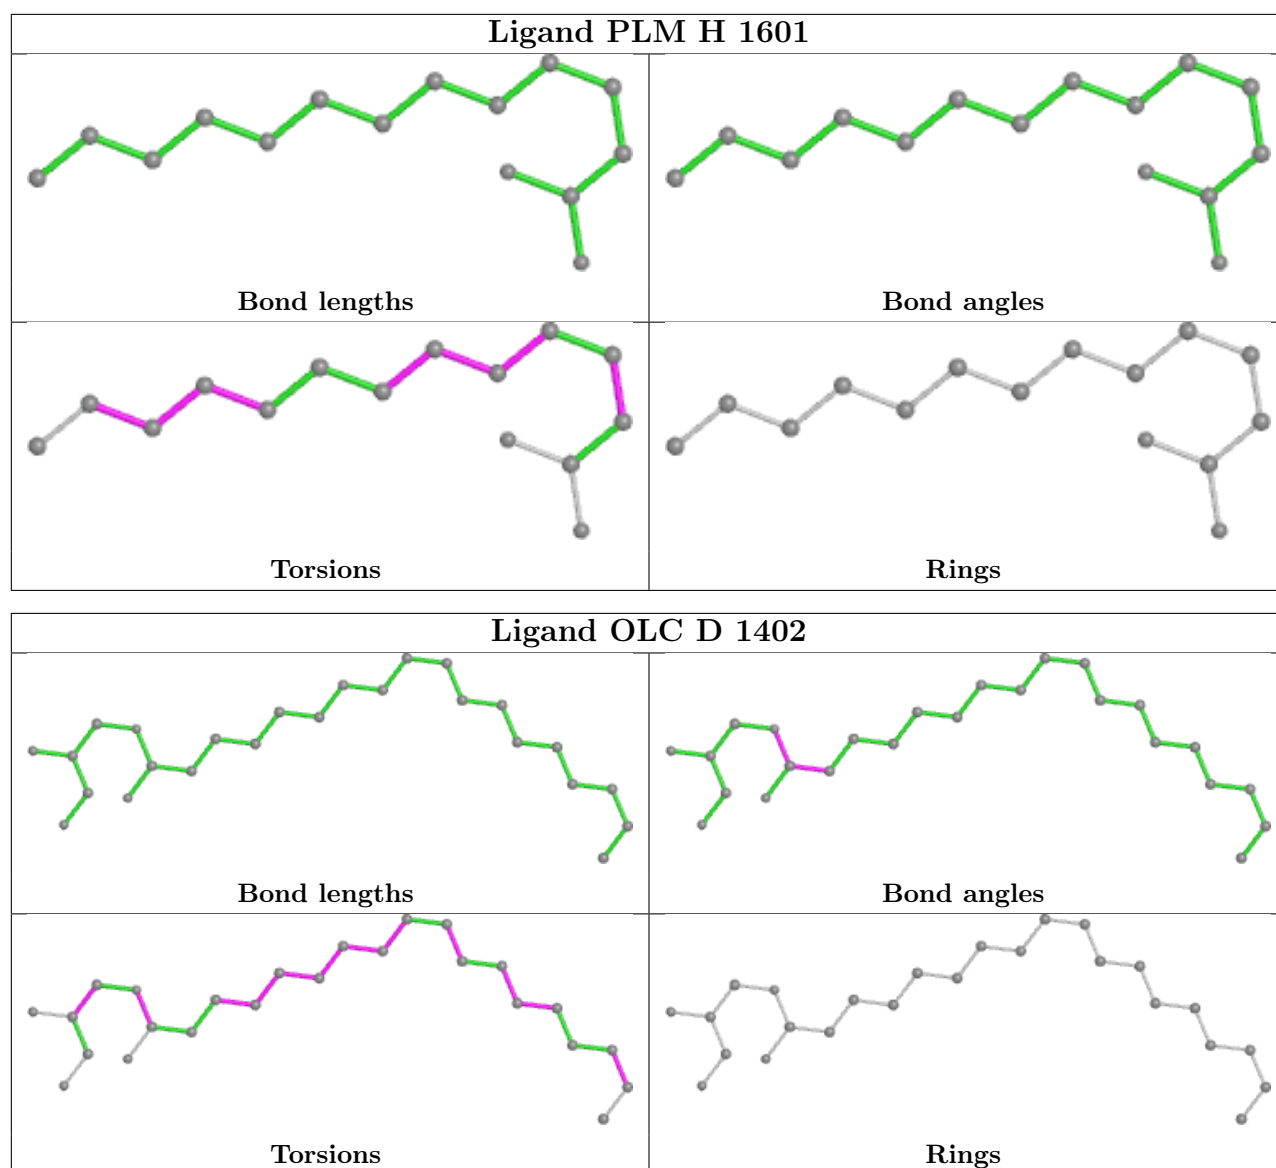 Ligand PLM H 1601
Bond lengths
Bond angles
Torsions
Rings
Ligand OLC D 1402
Bond lengths
Bond angles
Torsions
Rings